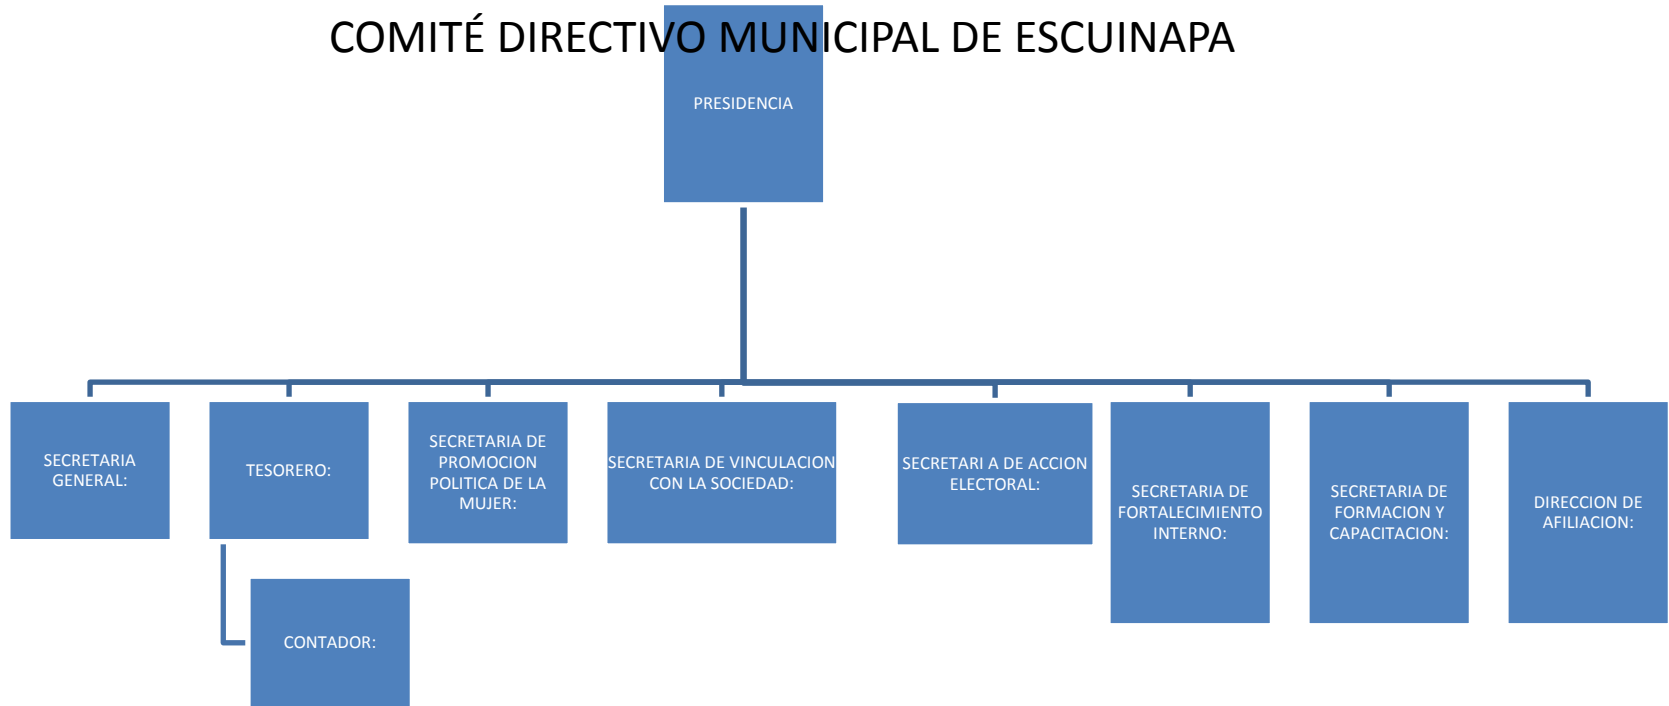 COMITÉ DIRECTIVO MUNICIPAL DE ESCUINAPA
PRESIDENCIA
SECRETARIA
GENERAL:
TESORERO:
SECRETARIA DE
PROMOCION
POLITICA DE LA
MUJER:
SECRETARIA DE VINCULACION
CON LA SOCIEDAD:
SECRETARI A DE ACCION
ELECTORAL:
SECRETARIA DE
FORTALECIMIENTO
INTERNO:
SECRETARIA DE
FORMACION Y
CAPACITACION:
DIRECCION DE
AFILIACION:
CONTADOR: